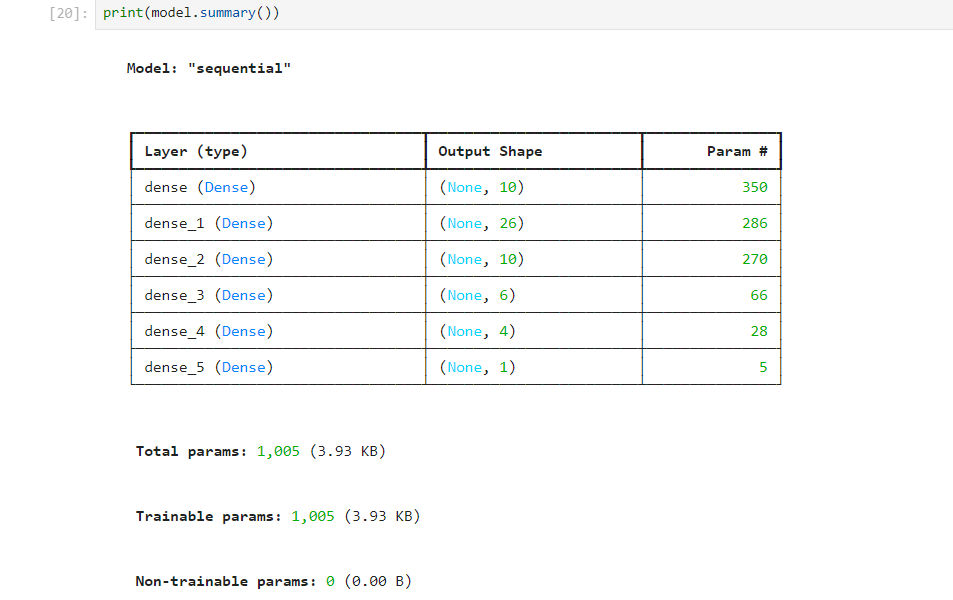 [20]: print(model.summary())
Model: "sequential"
Layer (type) Output Shape Param #
dense (Dense) (None, 10) 350
dense_1 (Dense) (None, 26) 286
dense_2 (Dense) (None, 10) 270
dense_3 (Dense) (None, 6) 66
dense_4 (Dense) (None, 4) 28
dense_5 (Dense) (None, 1) 5
Total params: 1,005 (3.93 KB)
Trainable params: 1,005 (3.93 KB)
Non-trainable params: 0 (0.00 B)